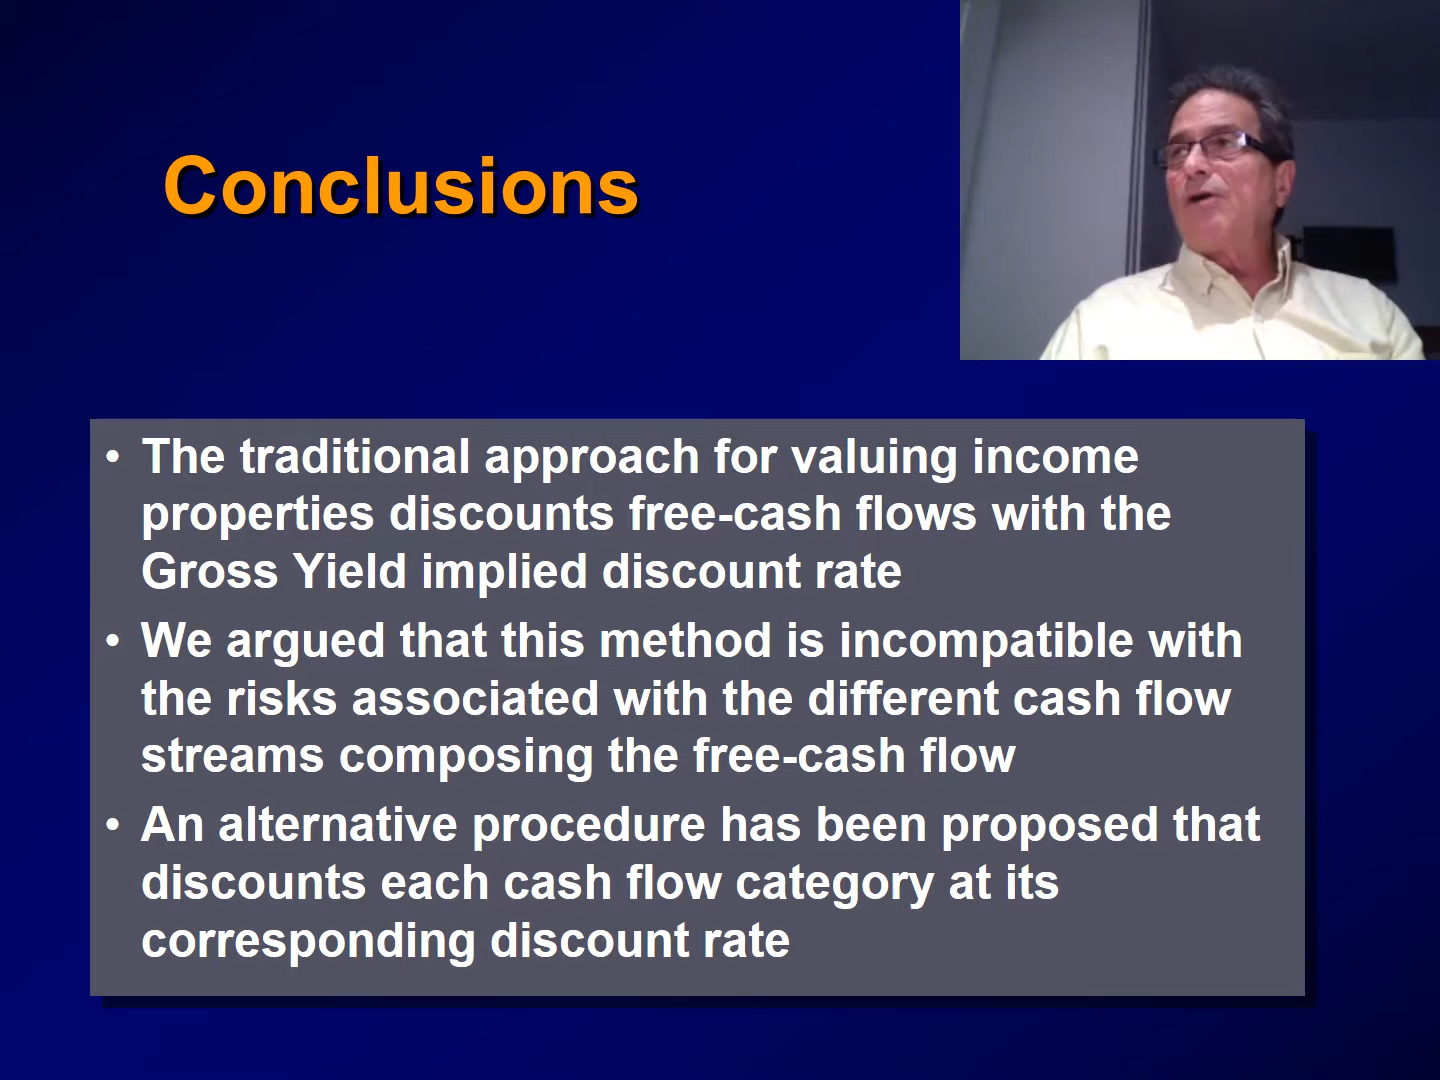 Conclusions
• The traditional approach for valuing income
properties discounts free-cash flows with the
Gross Yield implied discount rate
• We argued that this method is incompatible with
the risks associated with the different cash flow
streams composing the free-cash flow
• An alternative procedure has been proposed that
discounts each cash flow category at its
corresponding discount rate